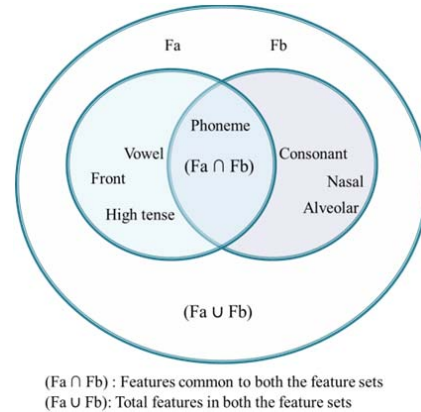 Fa Fb
Phoneme
Vowel (Fa ∩ Fb) Consonant
Front Nasal
High tense Alveolar
(Fa ∪ Fb)
(Fa ∩ Fb) : Features common to both the feature sets
(Fa ∪ Fb): Total features in both the feature sets